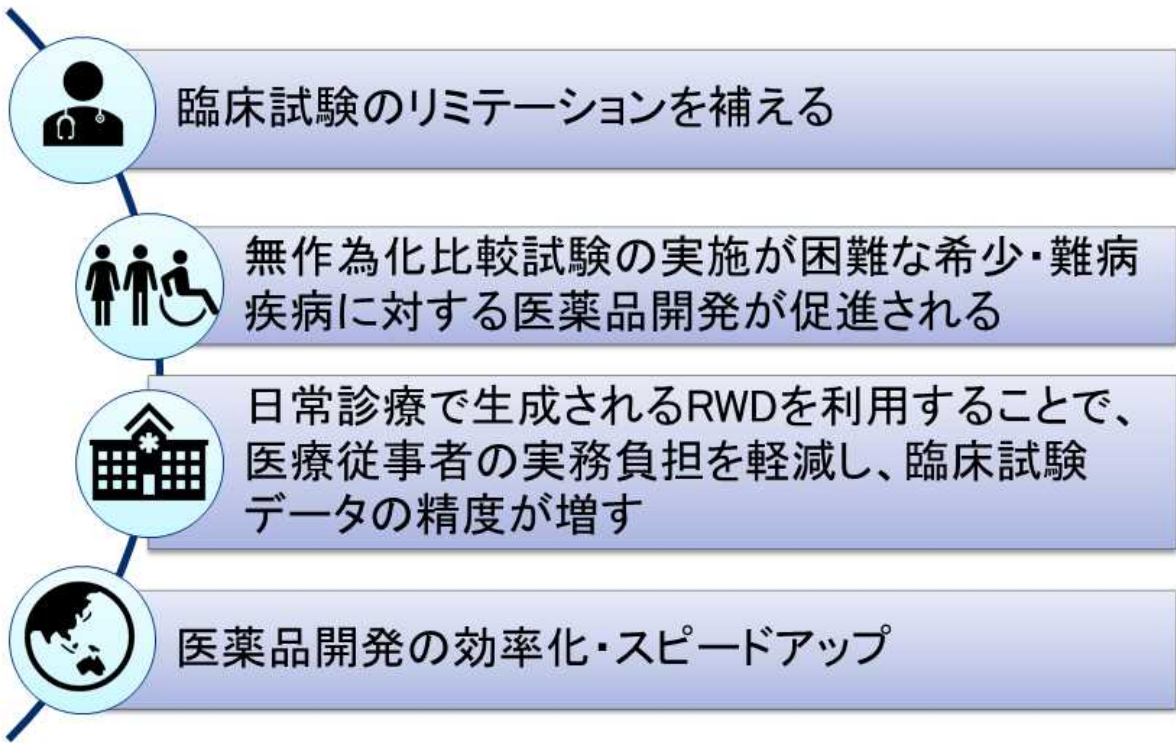 臨床試験のリミテーションを補える
無作為化比較試験の実施が困難な希少・難病
疾病に対する医薬品開発が促進される
日常診療で生成されるRWDを利用することで、
医療従事者の実務負担を軽減し、臨床試験
データの精度が増す
医薬品開発の効率化・スピードアップ